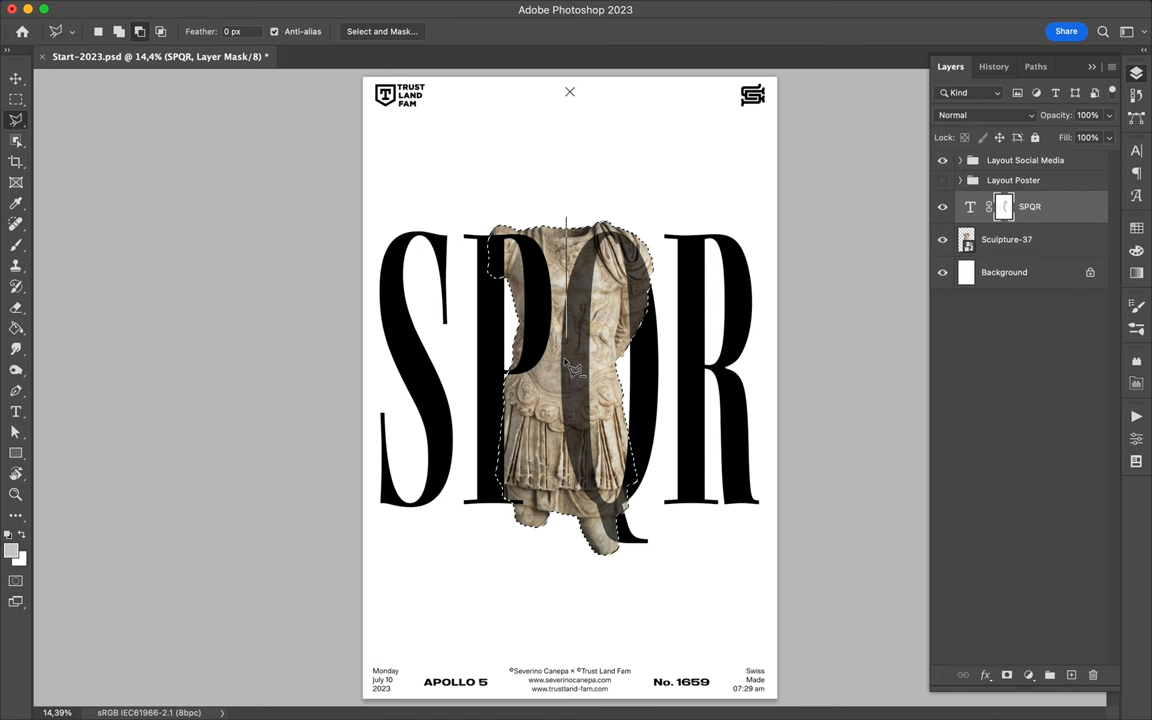 Adobe Photoshop 2023
Feather: 0 px
Anti-alias
Select and Mask...
Share
Start-2023.psd @ 14,4% (SPQR, Layer Mask/8) *
Layers
History
Paths
Kind
Normal
Opacity: 100%
Lock:
Fill: 100%
Layout Social Media
Layout Poster
SPQR
Sculpture-37
Background
TRUST
LAND
FAM
SPQR
Monday
July 10
2023
APOLLO 5
©Severino Canepa × ©Trust Land Fam
www.severinocanepa.com
www.trustland-fam.com
No. 1659
Swiss
Made
07:29 am
14,39%
sRGB IEC61966-2.1 (8bpc)